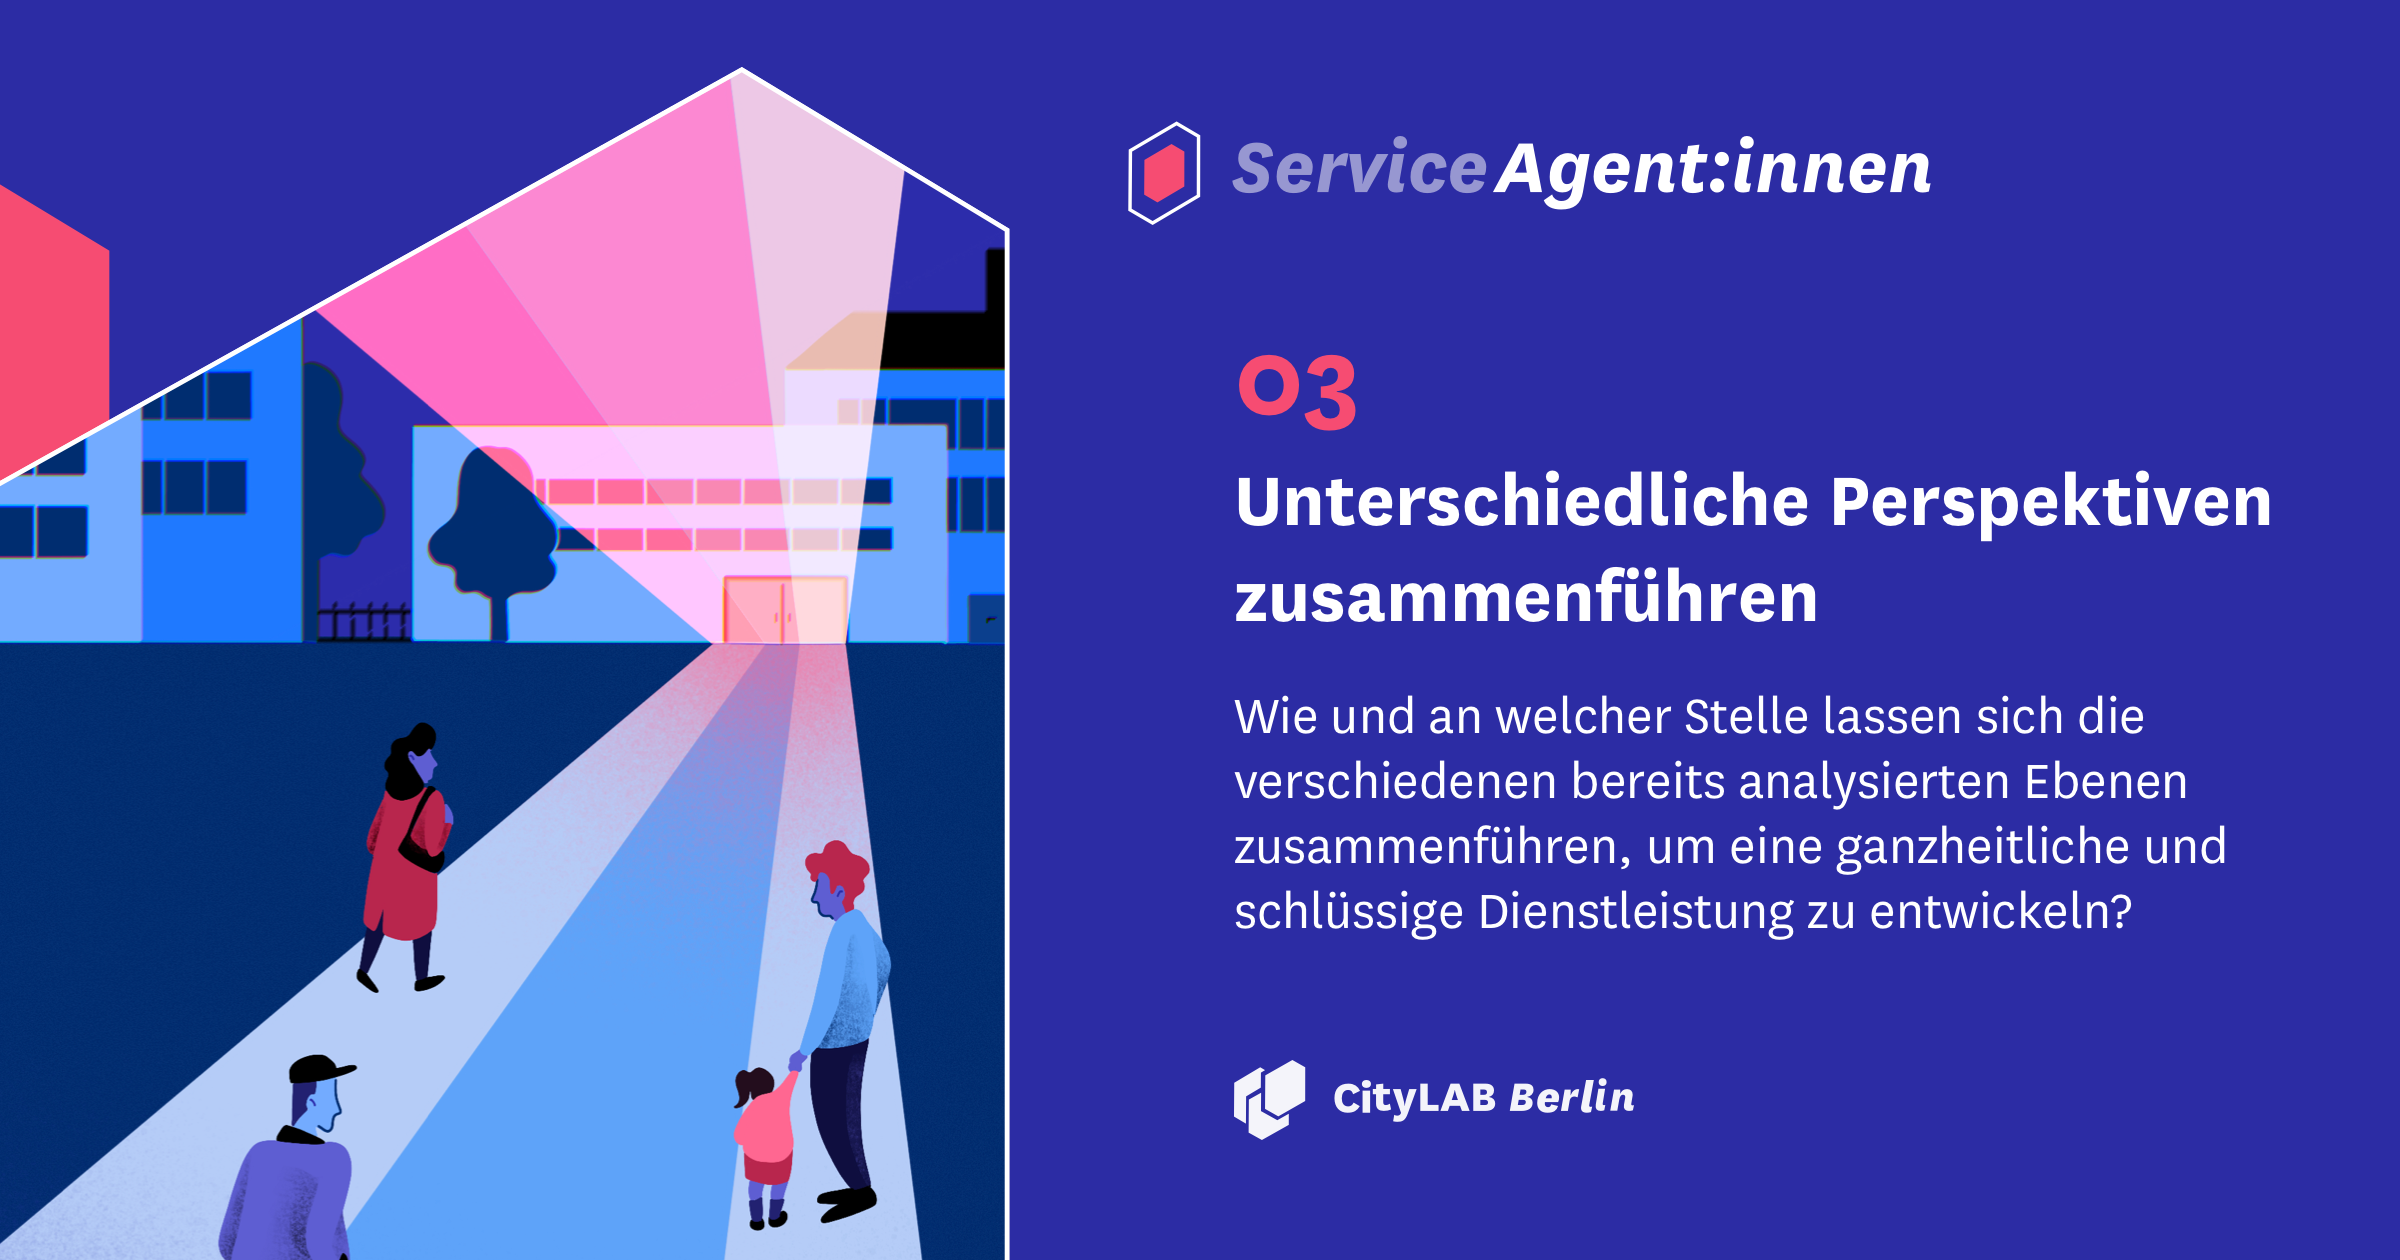 ServiceAgent:innen
03
Unterschiedliche Perspektiven
zusammenführen
Wie und an welcher Stelle lassen sich die
verschiedenen bereits analysierten Ebenen
zusammenführen, um eine ganzheitliche und
schlüssige Dienstleistung zu entwickeln?
CityLAB Berlin